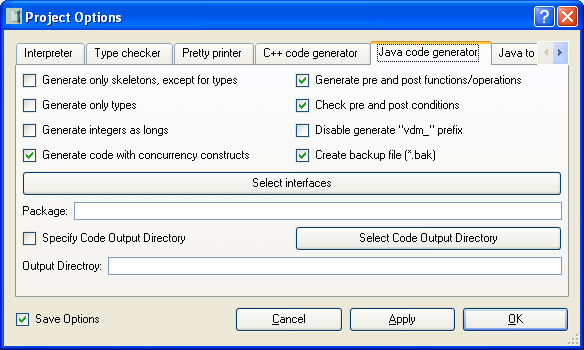 Project Options
Interpreter Type checker Pretty printer C++ code generator Java code generator Java to
Generate only skeletons, except for types Generate pre and post functions/operations
Generate only types Check pre and post conditions
Generate integers as longs Disable generate "vdm_" prefix
Generate code with concurrency constructs Create backup file (*.bak)
Select interfaces
Package:
Specify Code Output Directory Select Code Output Directory
Output Directroy:
Save Options Cancel Apply OK